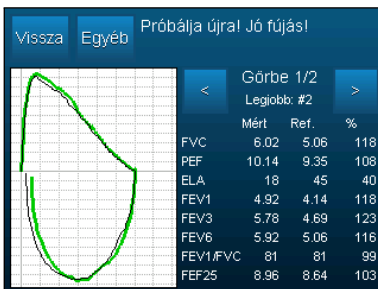 Vissza Egyéb Próbálja újra! Jó fújás!
< Görbe 1/2 >
Legjobb: #2
Mért Ref. %
FVC 6.02 5.06 118
PEF 10.14 9.35 108
ELA 18 45 40
FEV1 4.92 4.14 118
FEV3 5.78 4.69 123
FEV6 5.92 5.06 116
FEV1/FVC 81 81 99
FEF25 8.96 8.64 103